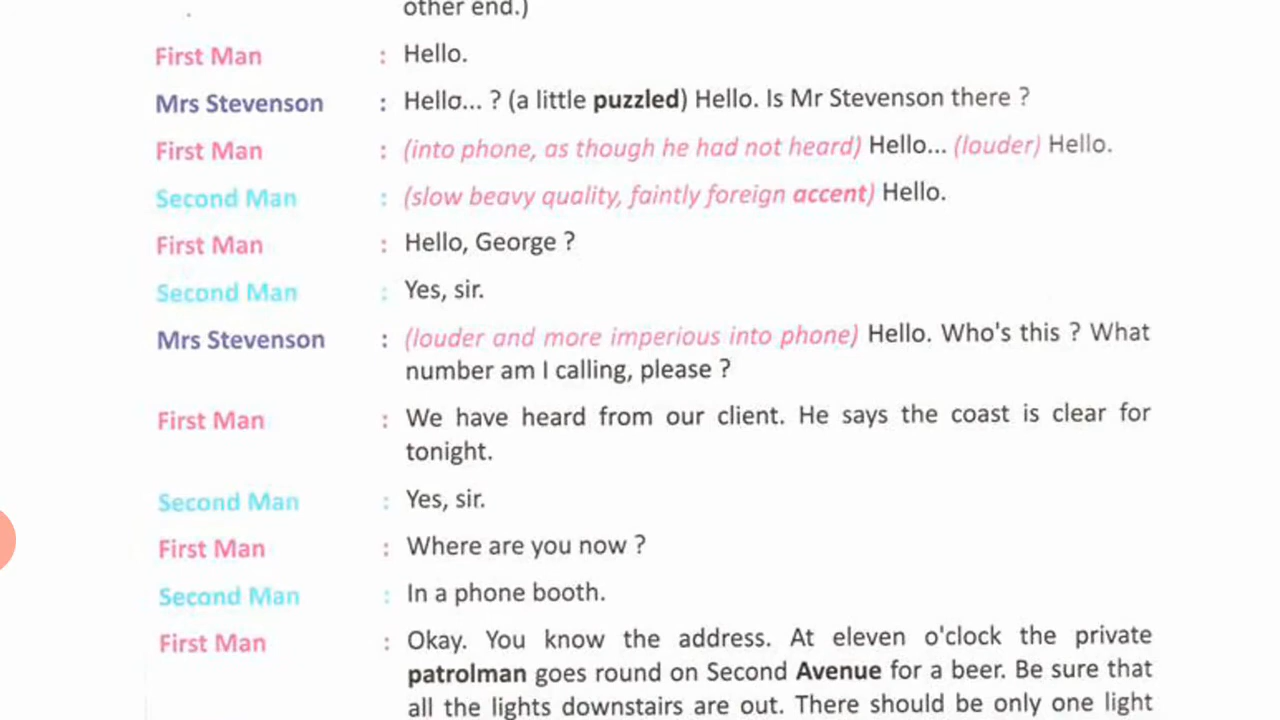 other end.)
First Man : Hello.
Mrs Stevenson : Hello... ? (a little puzzled) Hello. Is Mr Stevenson there ?
First Man : (into phone, as though he had not heard) Hello... (louder) Hello.
Second Man : (slow beavy quality, faintly foreign accent) Hello.
First Man : Hello, George ?
Second Man : Yes, sir.
Mrs Stevenson : (louder and more imperious into phone) Hello. Who's this ? What
number am I calling, please ?
First Man : We have heard from our client. He says the coast is clear for
tonight.
Second Man : Yes, sir.
First Man : Where are you now ?
Second Man : In a phone booth.
First Man : Okay. You know the address. At eleven o'clock the private
patrolman goes round on Second Avenue for a beer. Be sure that
all the lights downstairs are out. There should be only one light